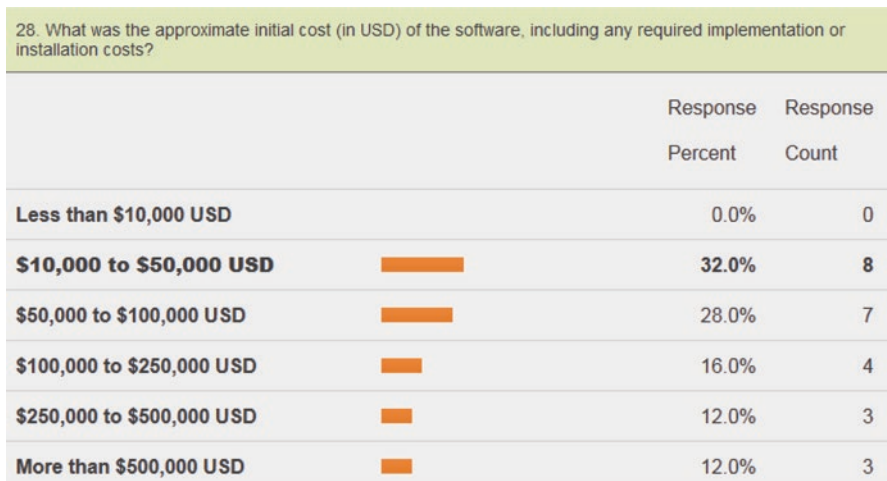 28. What was the approximate initial cost (in USD) of the software, including any required implementation or
installation costs?
Response Response
Percent Count
Less than $10,000 USD 0.0% 0
$10,000 to $50,000 USD 32.0% 8
$50,000 to $100,000 USD 28.0% 7
$100,000 to $250,000 USD 16.0% 4
$250,000 to $500,000 USD 12.0% 3
More than $500,000 USD 12.0% 3